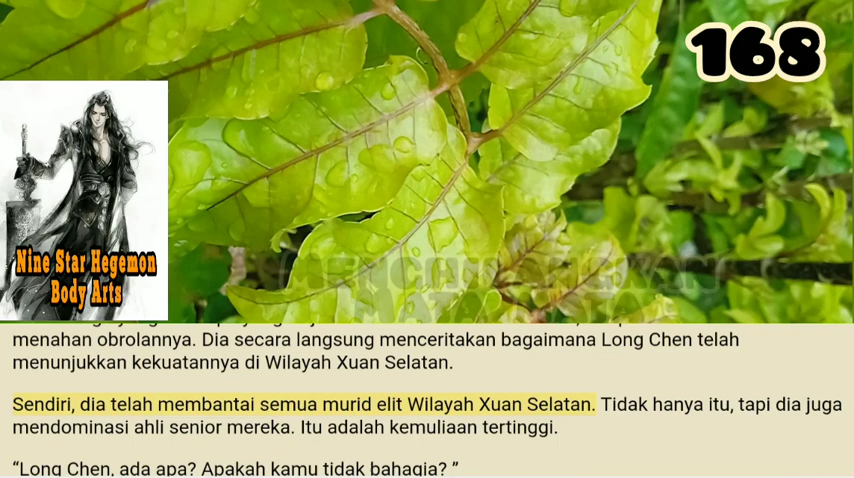 168
Nine Star Hegemon
Body Arts
menahan obrolannya. Dia secara langsung menceritakan bagaimana Long Chen telah
menunjukkan kekuatannya di Wilayah Xuan Selatan.
Sendiri, dia telah membantai semua murid elit Wilayah Xuan Selatan. Tidak hanya itu, tapi dia juga
mendominasi ahli senior mereka. Itu adalah kemuliaan tertinggi.
“Long Chen, ada apa? Apakah kamu tidak bahagia? ”